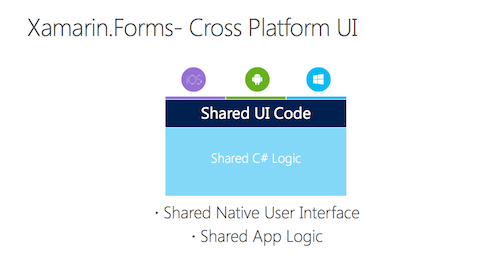 Xamarin.Forms- Cross Platform UI
iOS
Shared UI Code
Shared C# Logic
· Shared Native User Interface
· Shared App Logic